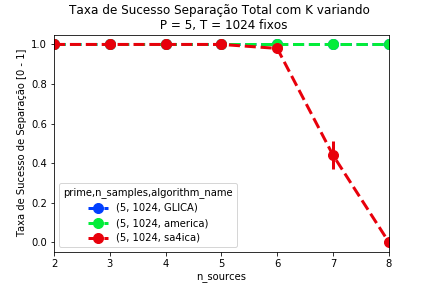 Taxa de Sucesso Separação Total com K variando
P = 5, T = 1024 fixos
Taxa de Sucesso de Separação [0 - 1]
1.0
0.8
0.6
0.4
0.2
0.0
prime,n_samples,algorithm_name
(5, 1024, GLICA)
(5, 1024, america)
(5, 1024, sa4ica)
2 3 4 5 6 7 8
n_sources